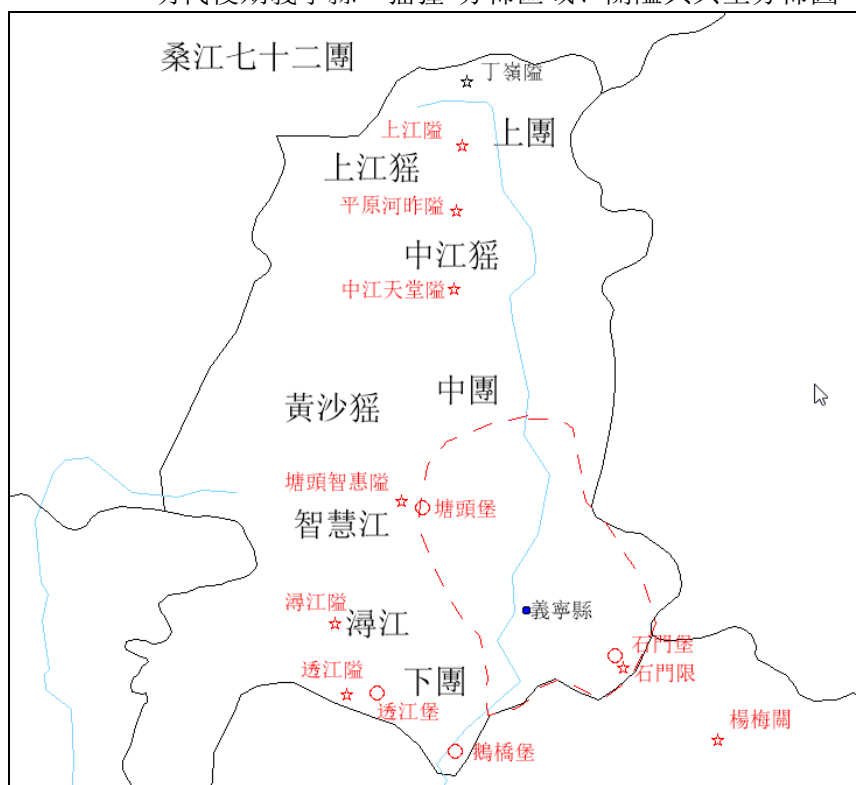 桑江七十二團
丁嶺隘
上江隘
上團
上江猺
平原河昨隘
中江猺
中江天堂隘
中團
黃沙猺
塘頭智惠隘
塘頭堡
智慧江
潯江隘
潯江
義寧縣
石門堡
石門限
透江隘
下團
透江堡
楊梅關
鵝橋堡